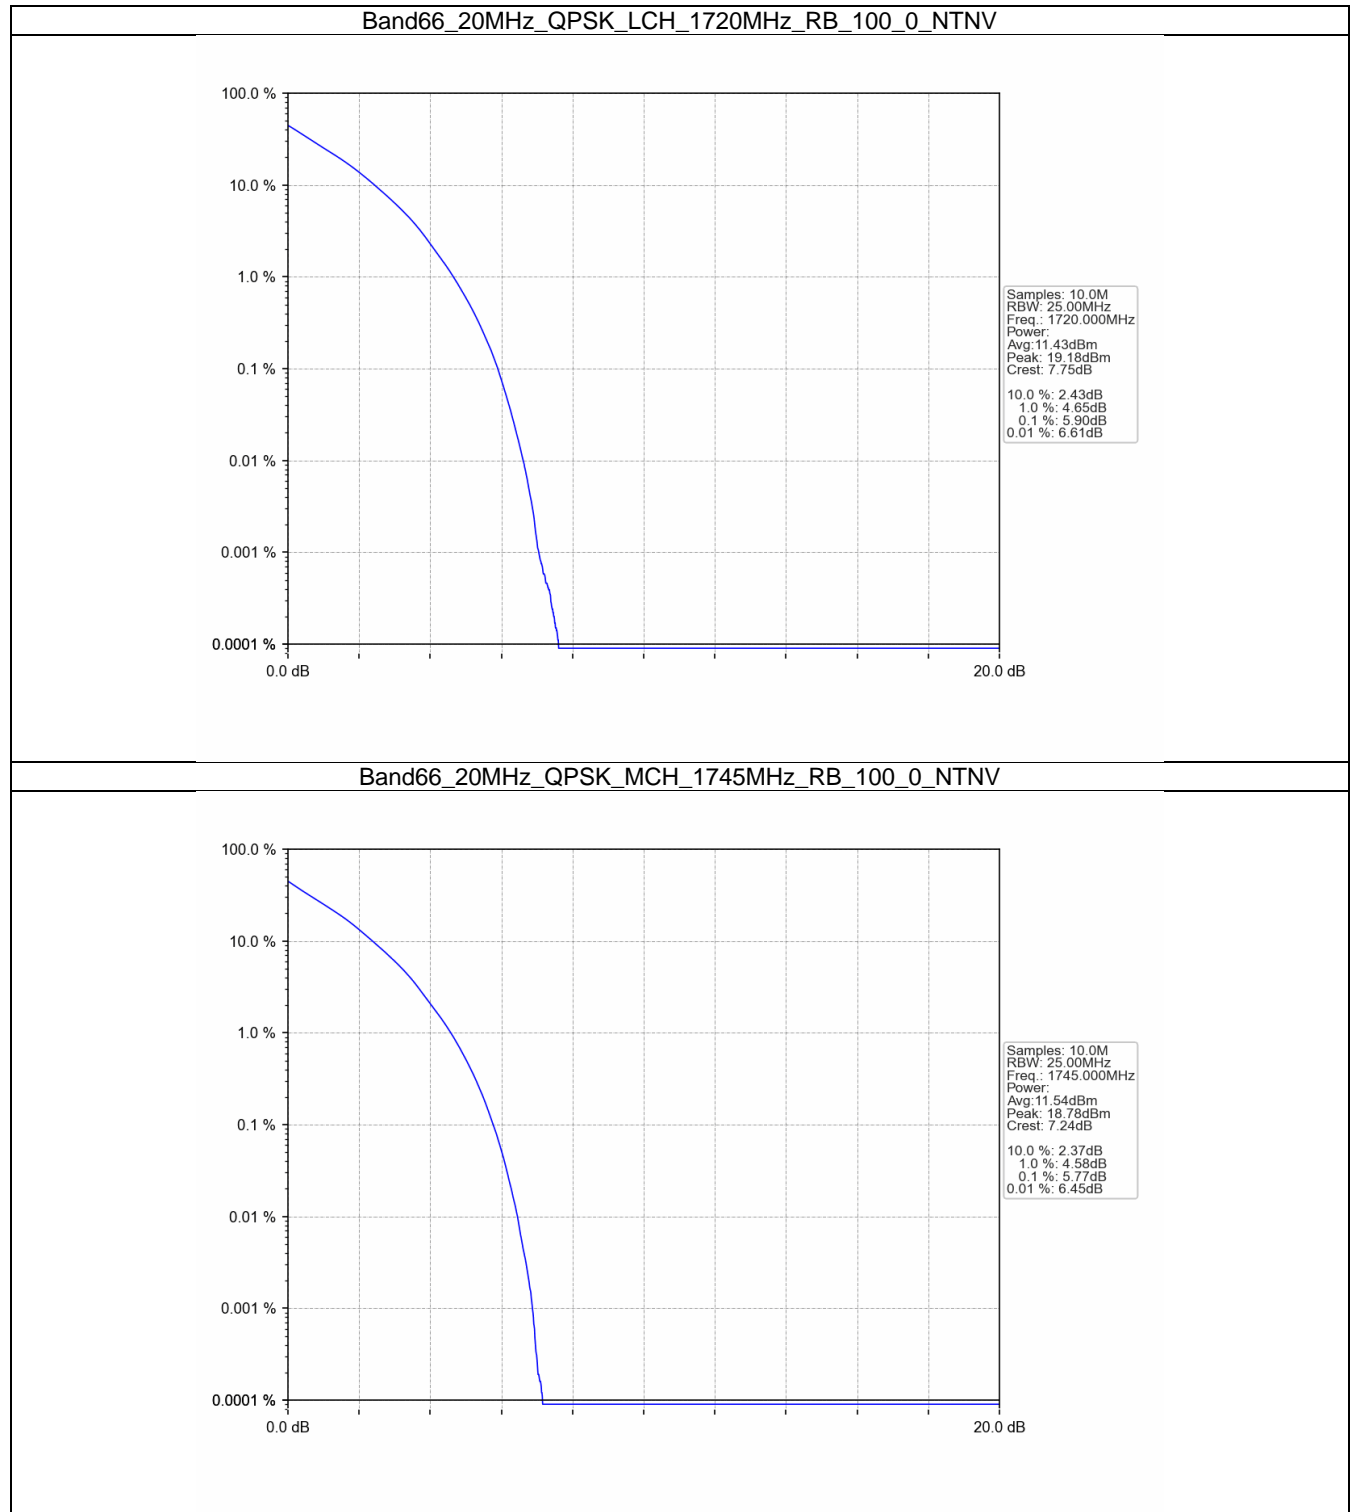 Band66_20MHz_QPSK_LCH_1720MHz_RB_100_0_NTNV
100.0 %
10.0 %
1.0 %
0.1 %
0.01 %
0.001 %
0.0001 %
0.0 dB
20.0 dB
Samples: 10.0M
RBW: 25.00MHz
Freq.: 1720.000MHz
Power:
Avg:11.43dBm
Peak: 19.18dBm
Crest: 7.75dB
10.0 %: 2.43dB
1.0 %: 4.65dB
0.1 %: 5.90dB
0.01 %: 6.61dB
Band66_20MHz_QPSK_MCH_1745MHz_RB_100_0_NTNV
100.0 %
10.0 %
1.0 %
0.1 %
0.01 %
0.001 %
0.0001 %
0.0 dB
20.0 dB
Samples: 10.0M
RBW: 25.00MHz
Freq.: 1745.000MHz
Power:
Avg:11.54dBm
Peak: 18.78dBm
Crest: 7.24dB
10.0 %: 2.37dB
1.0 %: 4.58dB
0.1 %: 5.77dB
0.01 %: 6.45dB